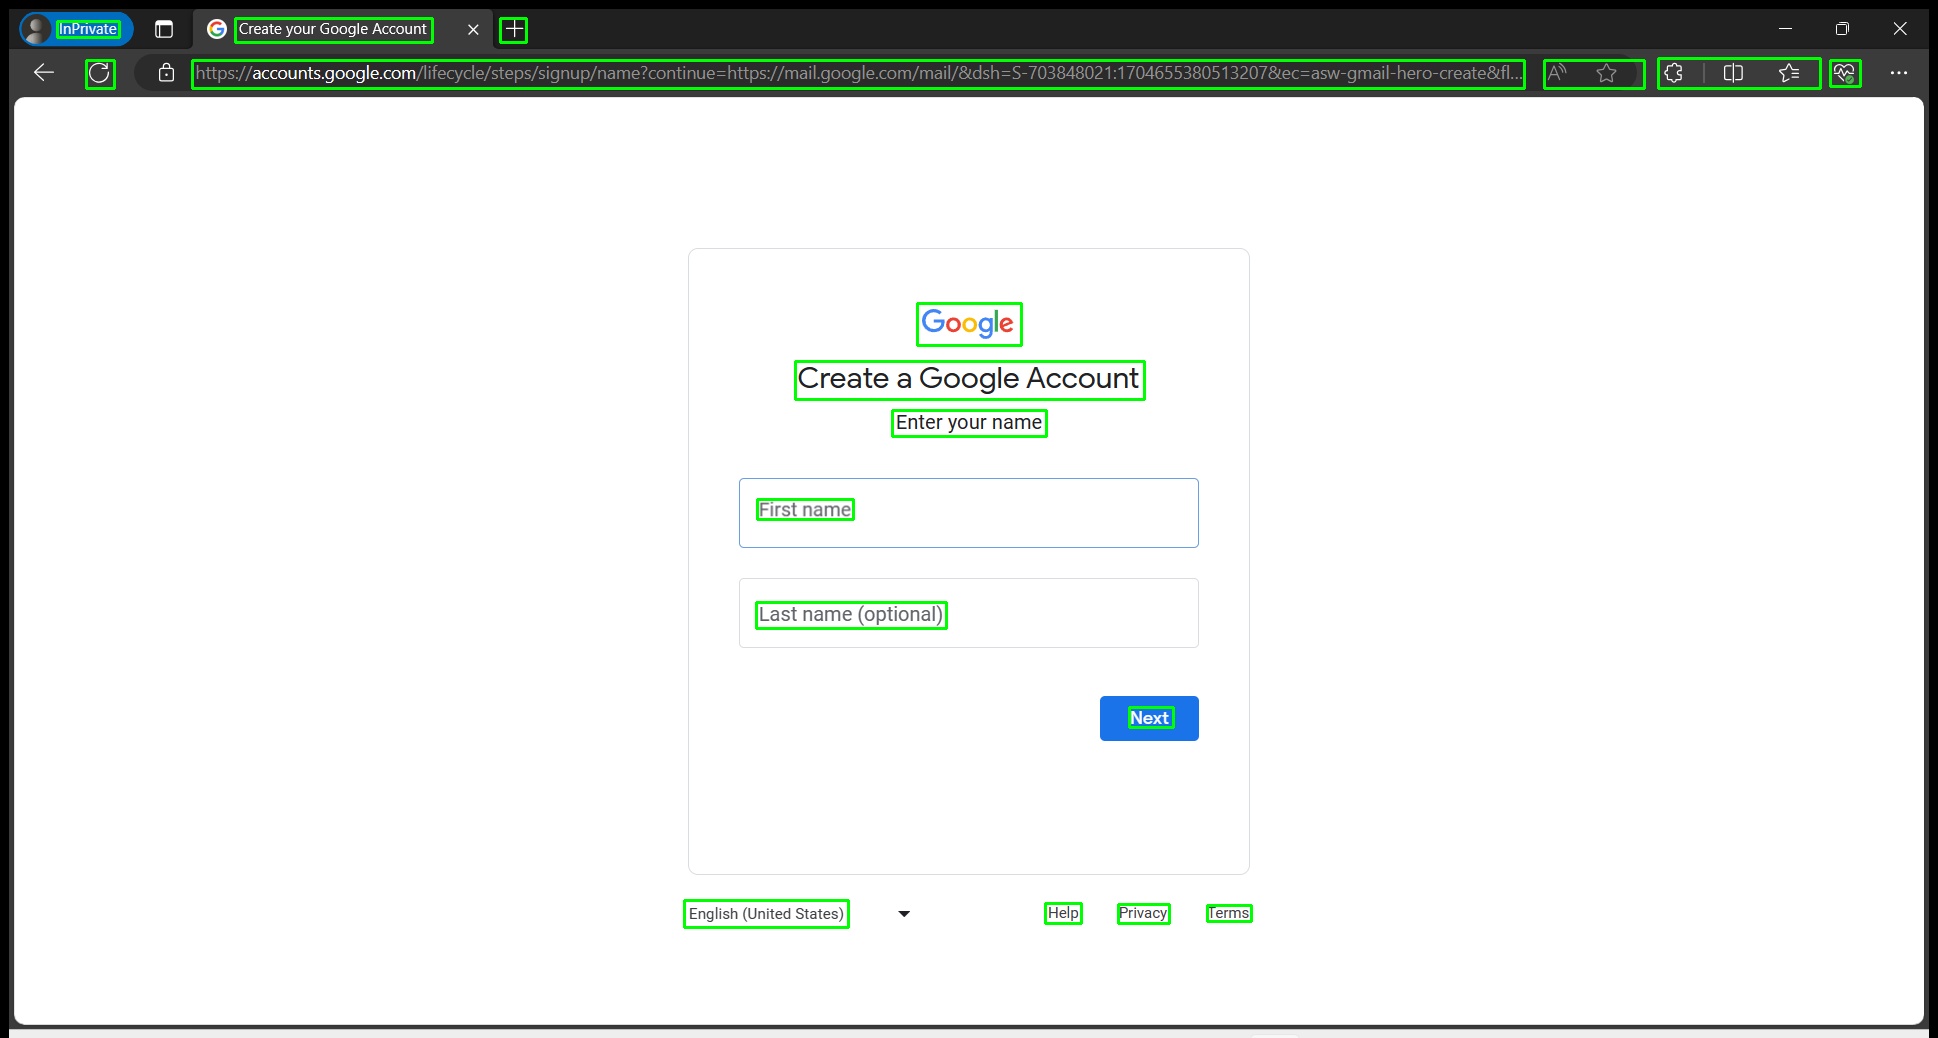 InPrivate
Create your Google Account
https://accounts.google.com/lifecycle/steps/signup/name?continue=https://mail.google.com/mail/&dsh=S-703848021:1704655380513207&ec=asw-gmail-hero-create&fl...
Google
Create a Google Account
Enter your name
First name
Last name (optional)
Next
English (United States)
Help Privacy Terms